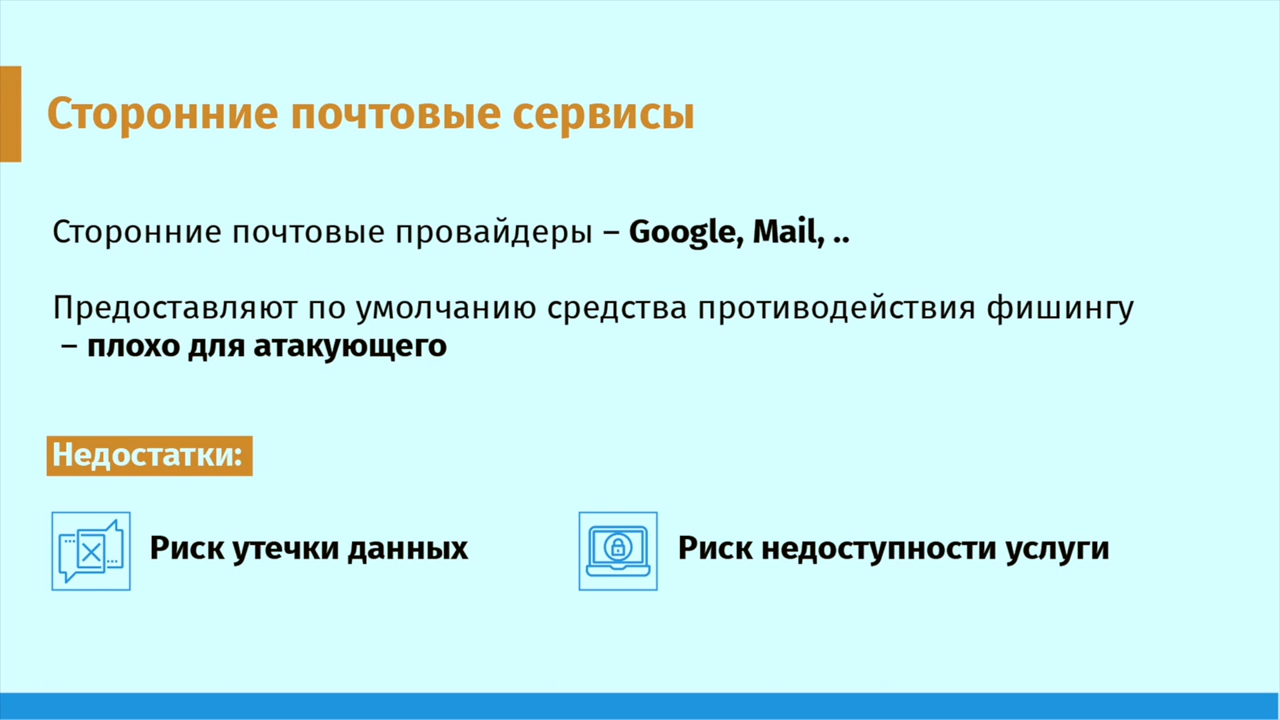 Сторонние почтовые сервисы
Сторонние почтовые провайдеры – Google, Mail, ..
Предоставляют по умолчанию средства противодействия фишингу
– плохо для атакующего
Недостатки:
Риск утечки данных
Риск недоступности услуги